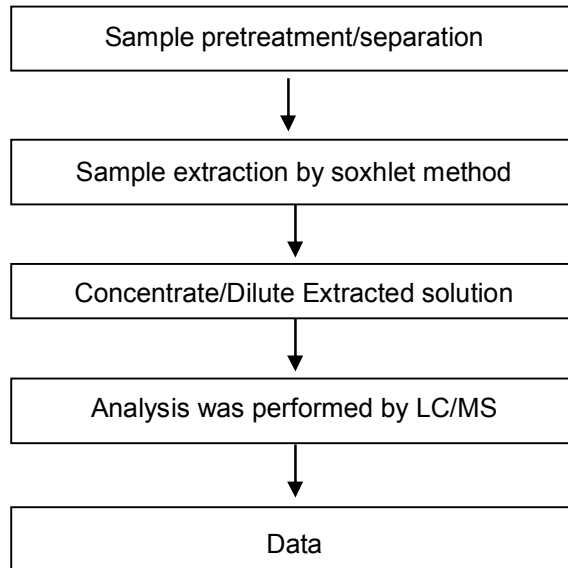 Sample pretreatment/separation
Sample extraction by soxhlet method
Concentrate/Dilute Extracted solution
Analysis was performed by LC/MS
Data